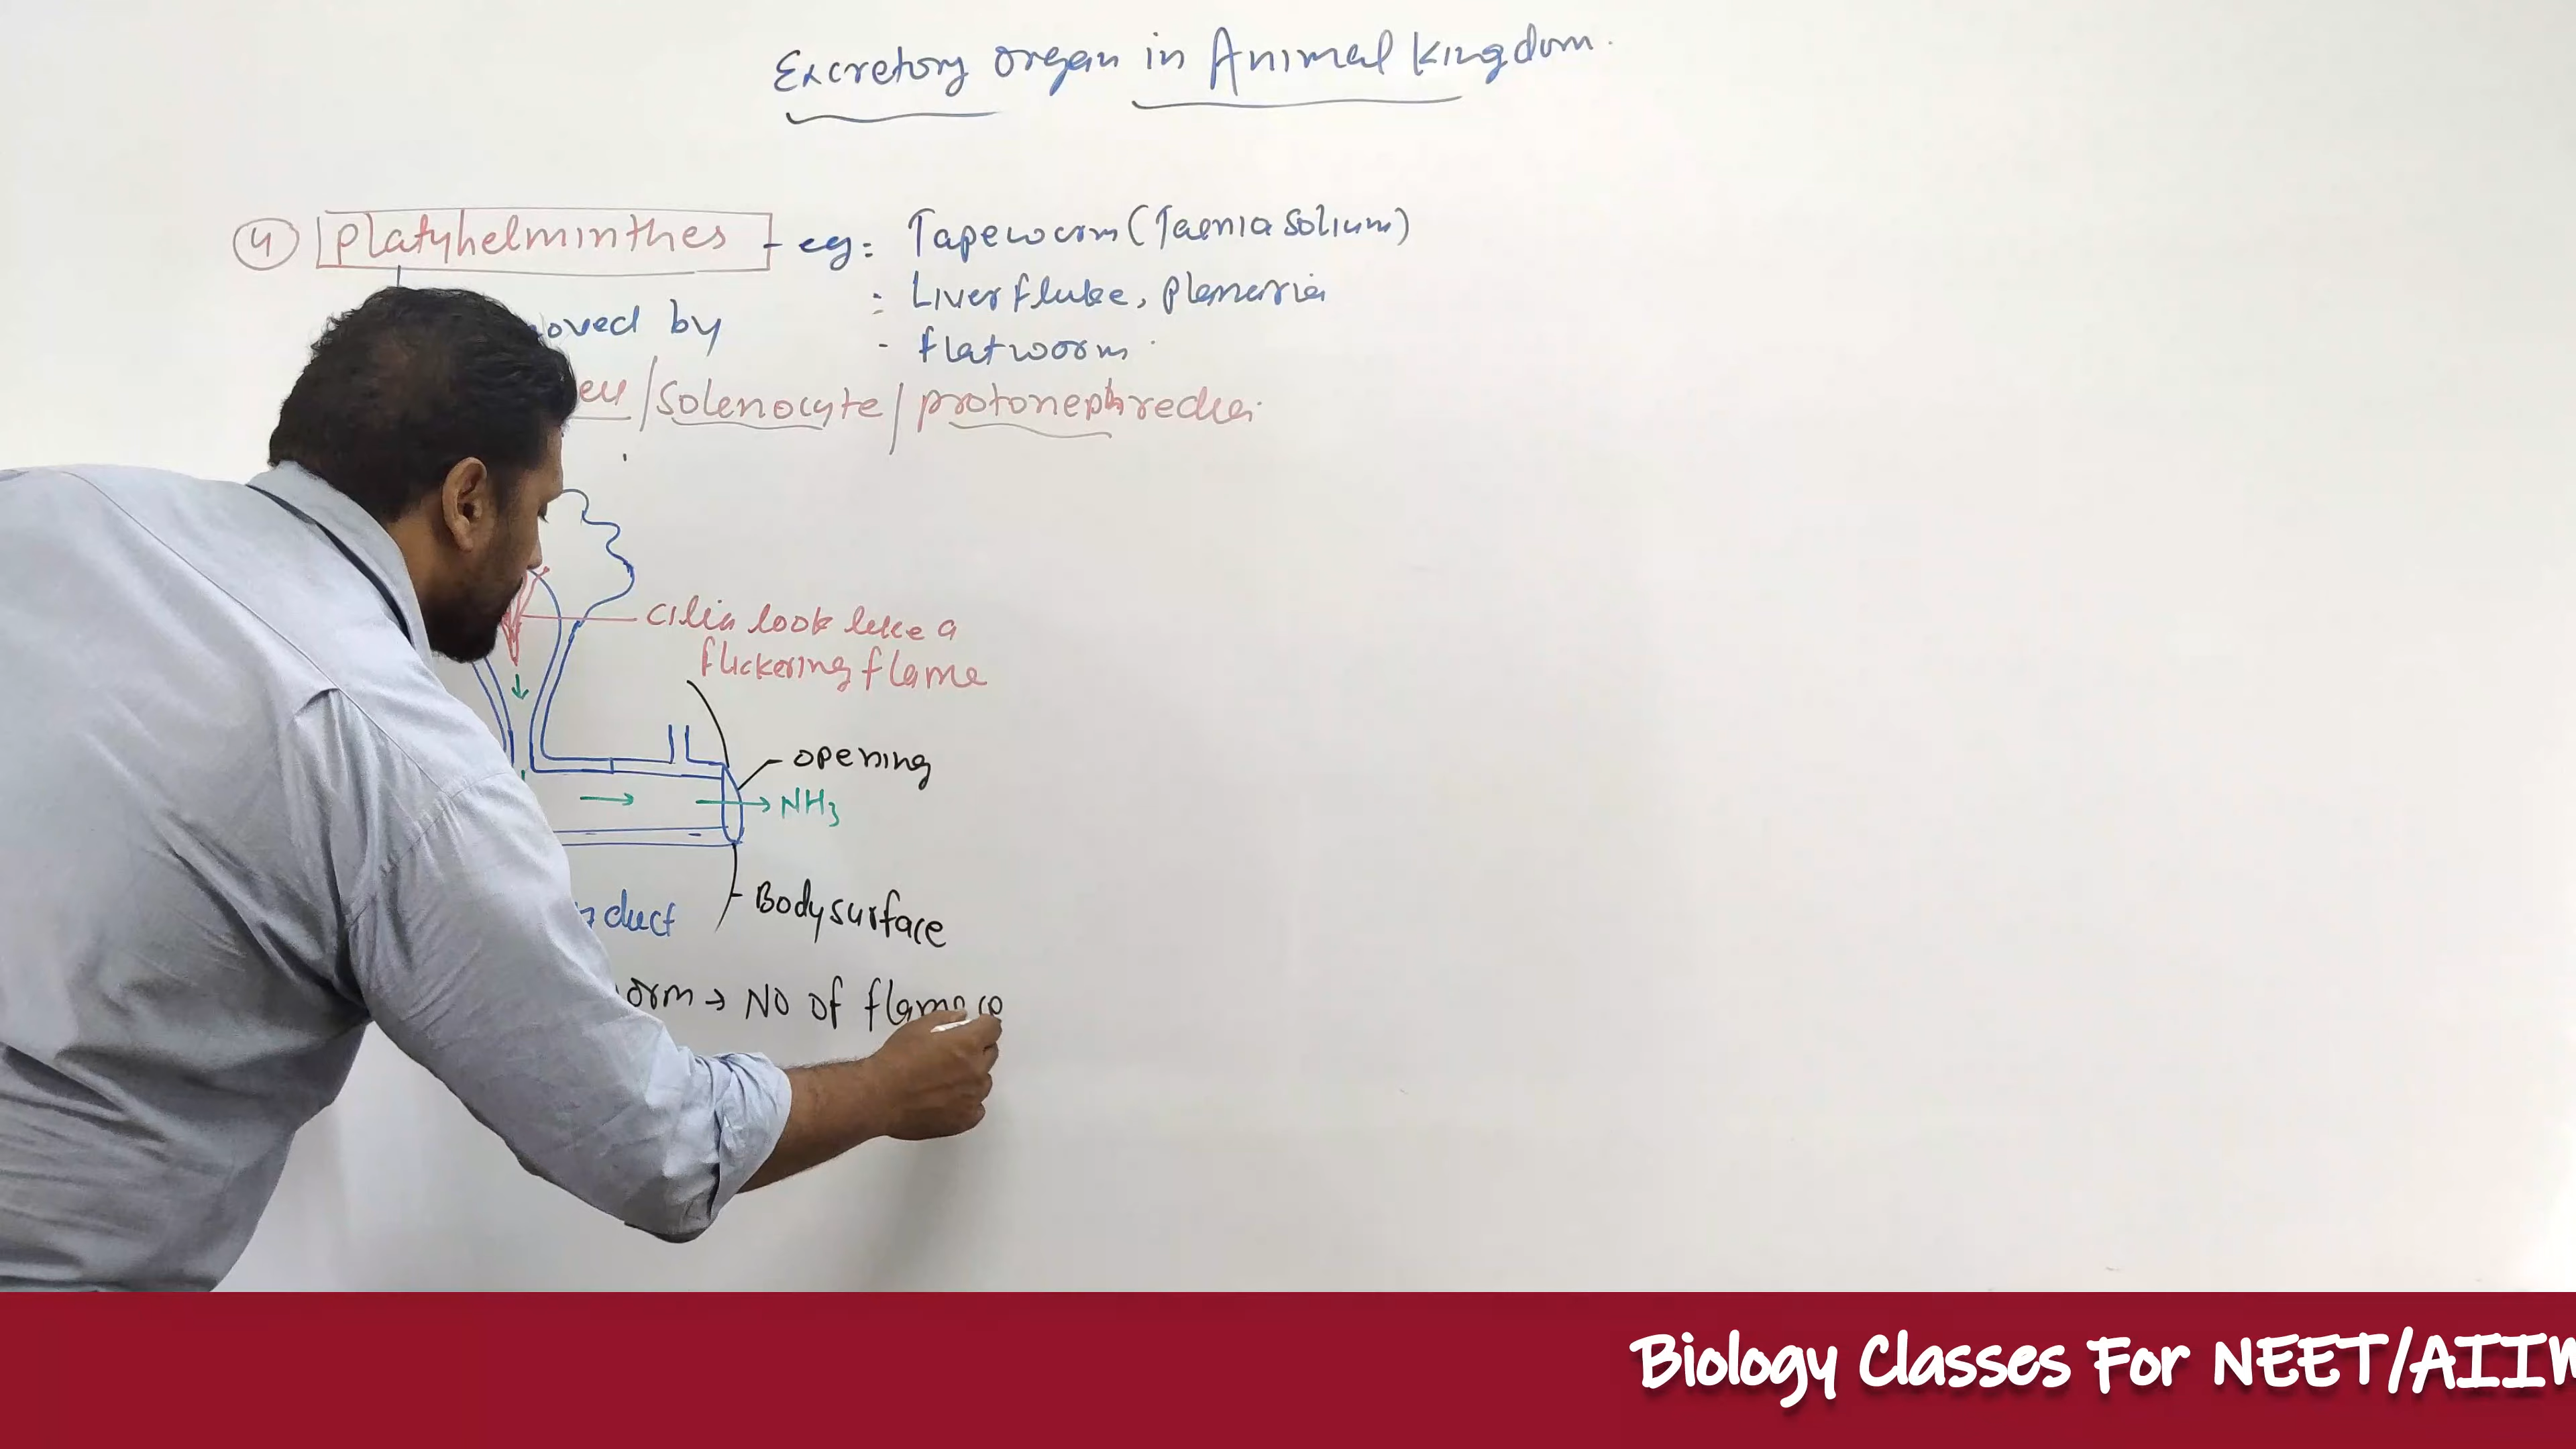 Excretory organ in Animal Kingdom.
4 Platyhelminthes - eg: Tapeworm (Taenia Solium)
: Liver fluke, Planaria
- flatworm.
oved by
/ Solenocyte / protonephredia.
Cilia look like a
flickering flame
opening
NH3
duct
Body surface
orm → No of flame ce
Biology Classes For NEET/AIIM